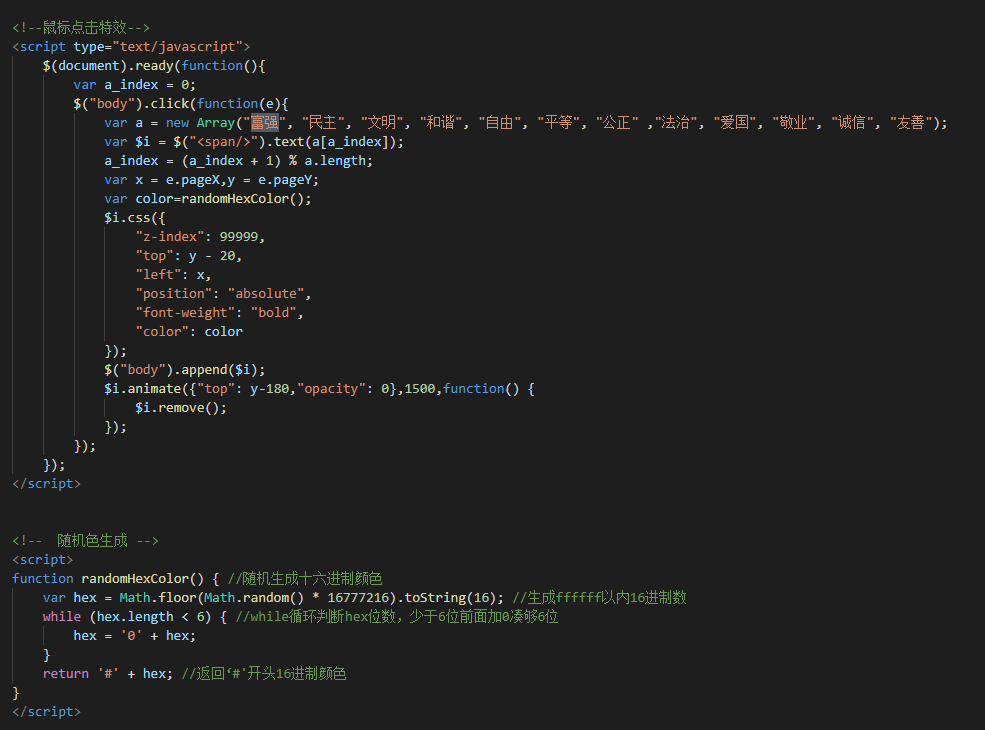 <!--鼠标点击特效-->
<script type="text/javascript">
    $(document).ready(function(){
        var a_index = 0;
        $("body").click(function(e){
            var a = new Array("富强", "民主", "文明", "和谐", "自由", "平等", "公正" ,"法治", "爱国", "敬业", "诚信", "友善");
            var $i = $("<span/>").text(a[a_index]);
            a_index = (a_index + 1) % a.length;
            var x = e.pageX,y = e.pageY;
            var color=randomHexColor();
            $i.css({
                "z-index": 99999,
                "top": y - 20,
                "left": x,
                "position": "absolute",
                "font-weight": "bold",
                "color": color
            });
            $("body").append($i);
            $i.animate({"top": y-180,"opacity": 0},1500,function() {
                $i.remove();
            });
        });
    });
</script>
<!--  随机色生成 -->
<script>
function randomHexColor() { //随机生成十六进制颜色
    var hex = Math.floor(Math.random() * 16777216).toString(16); //生成ffffff以内16进制数
    while (hex.length < 6) { //while循环判断hex位数，少于6位前面加0凑够6位
        hex = '0' + hex;
    }
    return '#' + hex; //返回‘#'开头16进制颜色
}
</script>